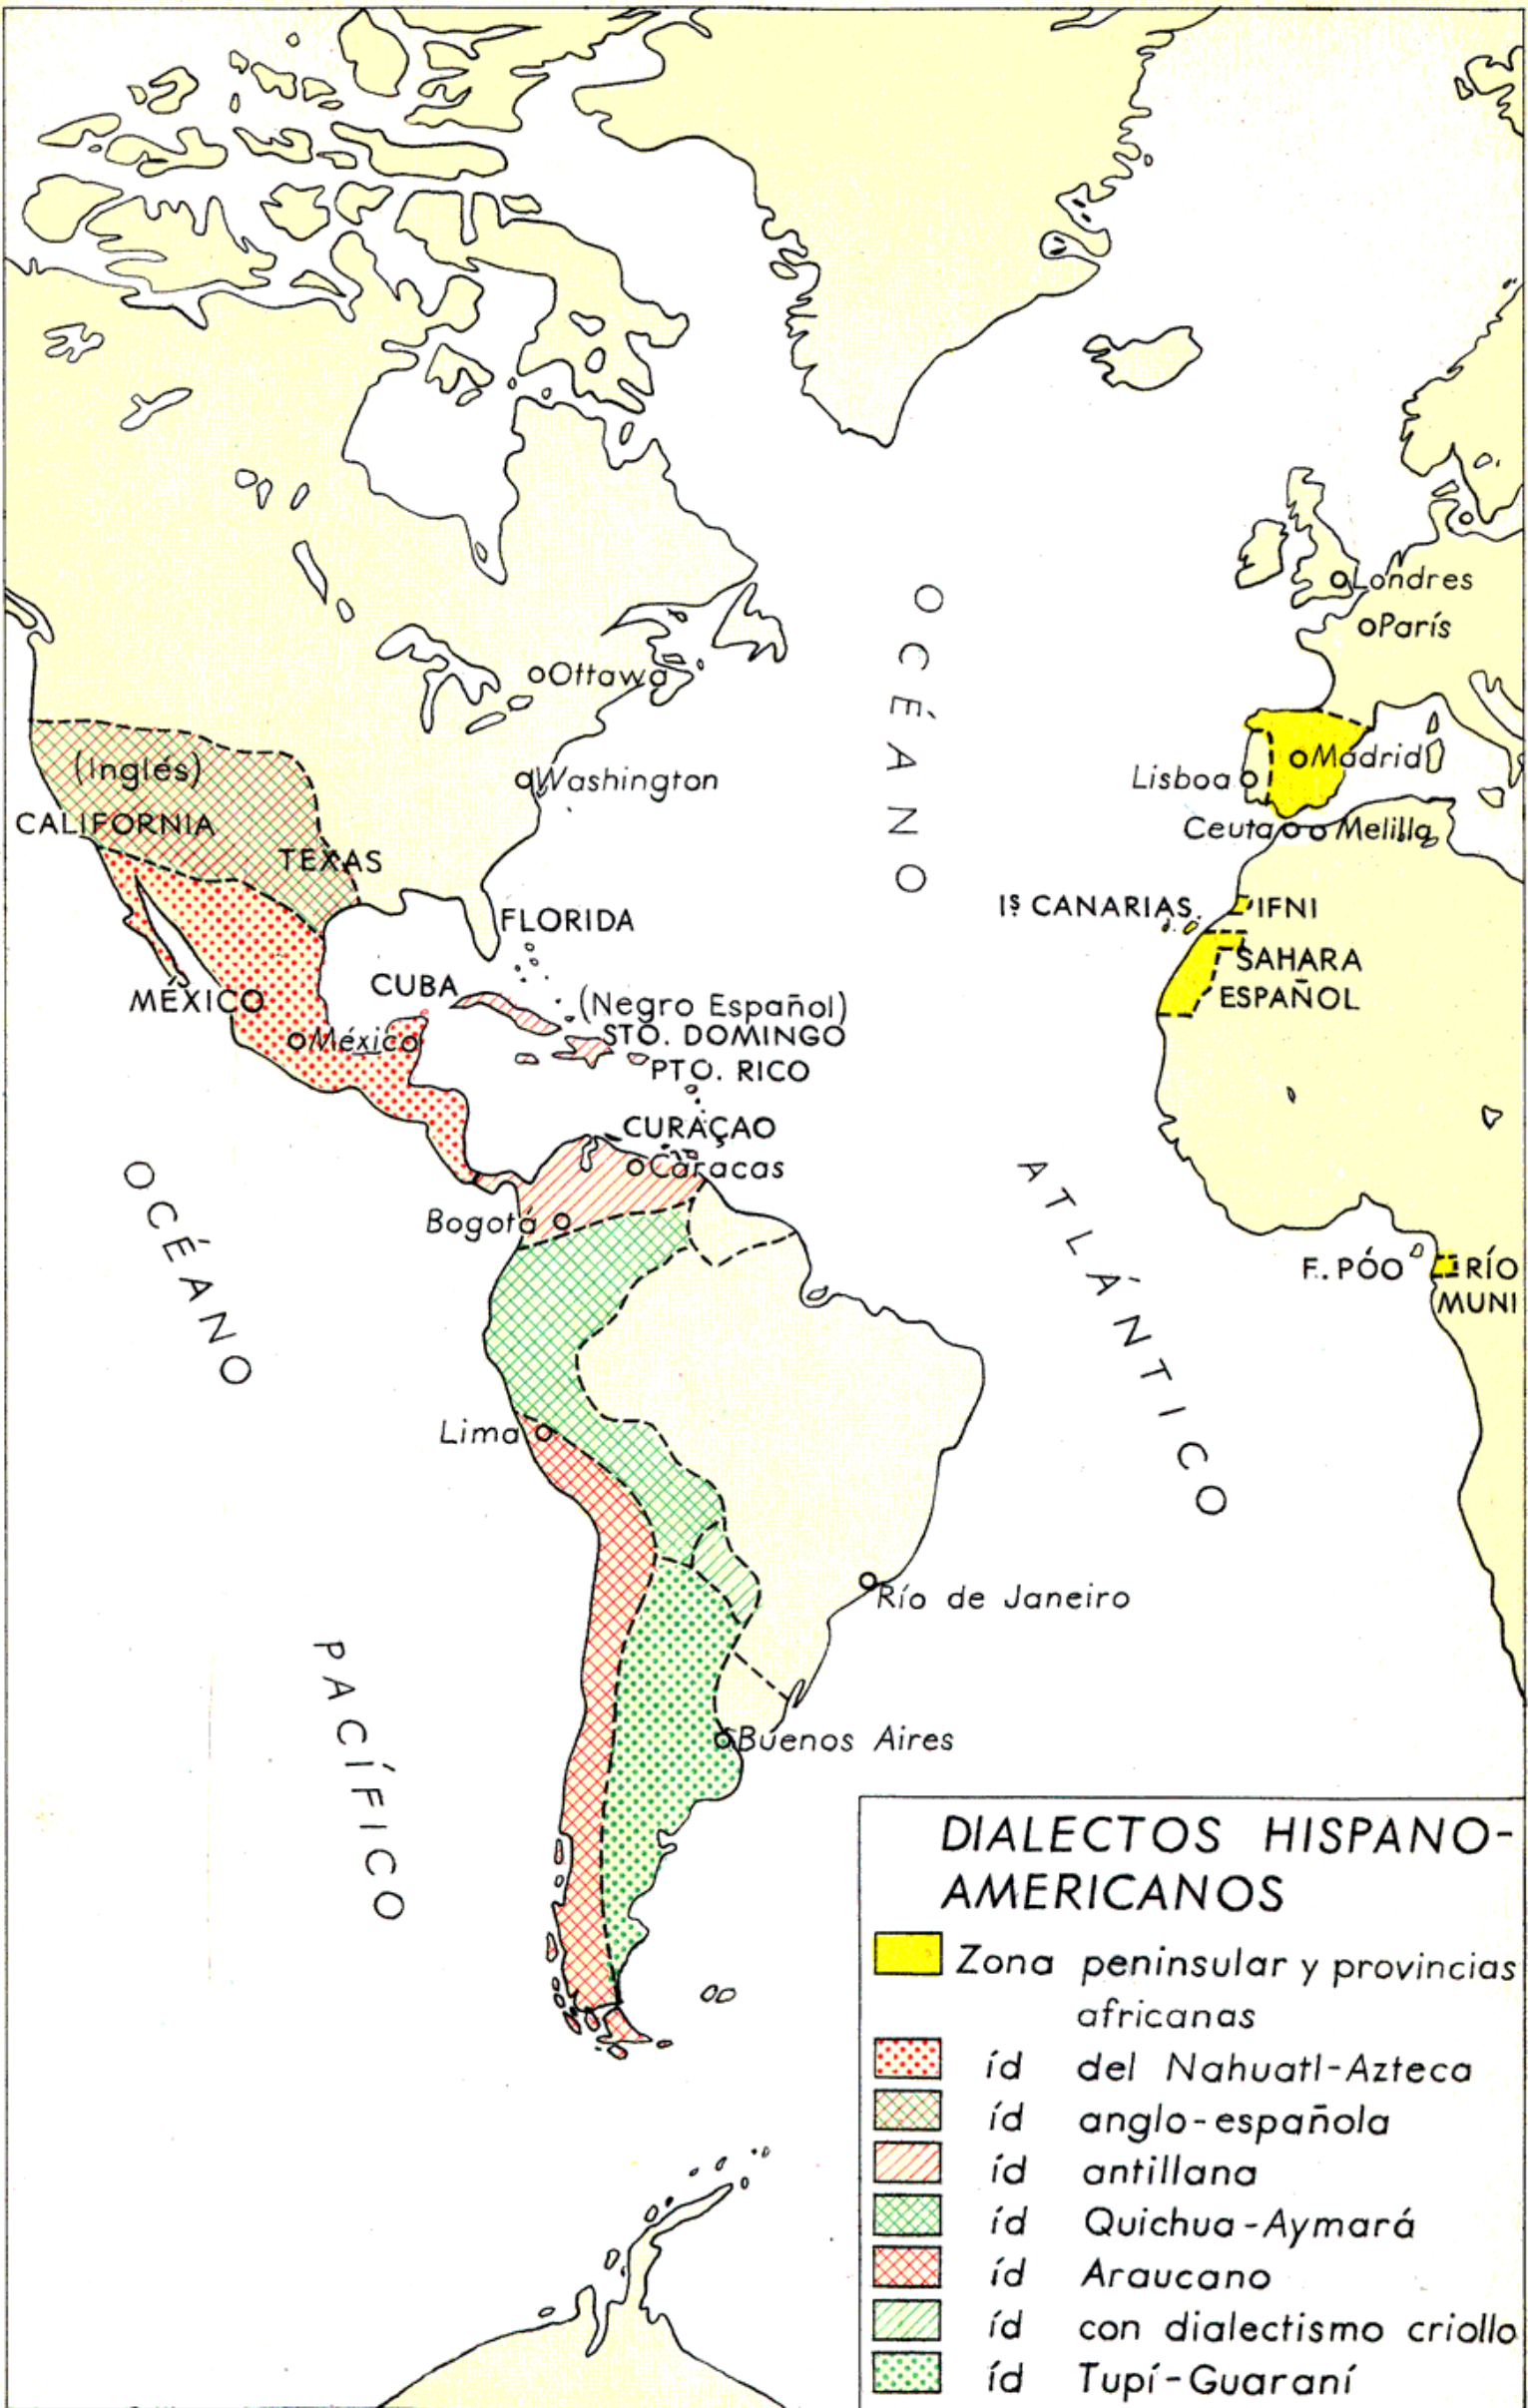 Londres
París
Ottawa
OCÉANO
(Inglés)
Washington
Madrid
Lisboa
CALIFORNIA
TEXAS
Ceuta
Melilla
FLORIDA
Iˢ CANARIAS
IFNI
SAHARA
ESPAÑOL
MÉXICO
CUBA
(Negro Español)
México
STO. DOMINGO
PTO. RICO
CURAÇAO
Caracas
Bogotá
OCÉANO
ATLÁNTICO
F. PÓO
RÍO
MUNI
Lima
Río de Janeiro
PACÍFICO
Buenos Aires
DIALECTOS HISPANO-
AMERICANOS
Zona peninsular y provincias
africanas
íd del Nahuatl-Azteca
íd anglo-española
íd antillana
íd Quichua-Aymará
íd Araucano
íd con dialectismo criollo
íd Tupí-Guaraní